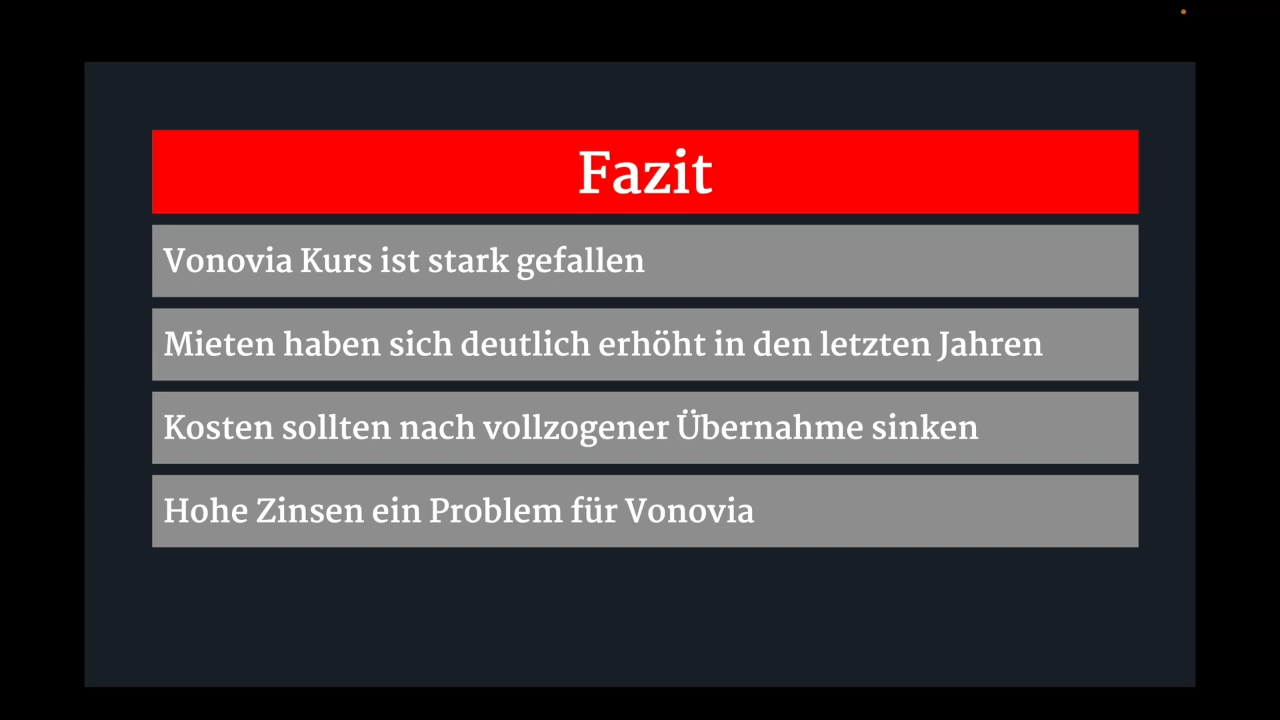 Fazit
Vonovia Kurs ist stark gefallen
Mieten haben sich deutlich erhöht in den letzten Jahren
Kosten sollten nach vollzogener Übernahme sinken
Hohe Zinsen ein Problem für Vonovia